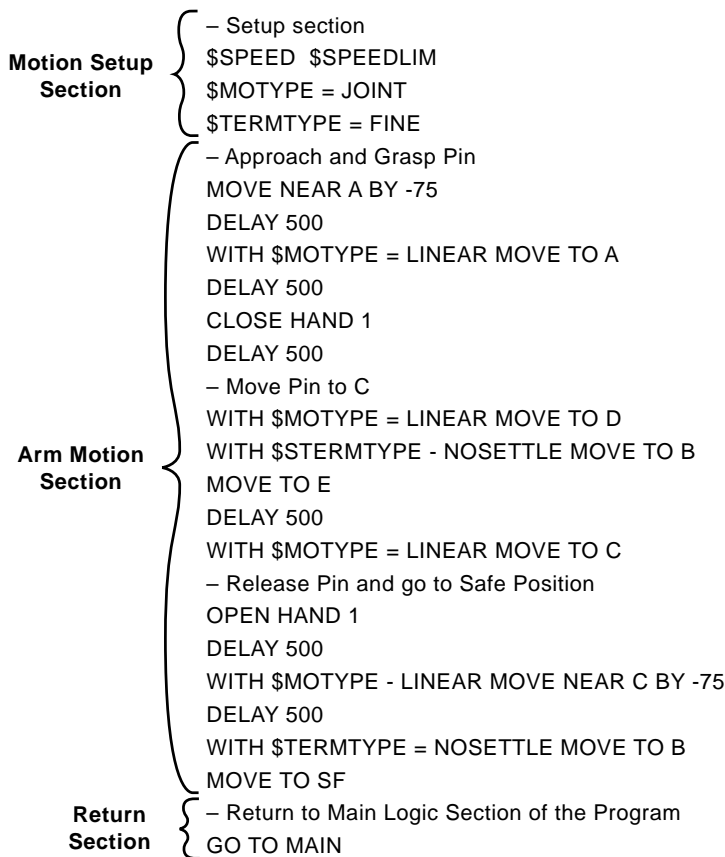 Motion Setup
Section
– Setup section
$SPEED $SPEEDLIM
$MOTYPE = JOINT
$TERMTYPE = FINE
Arm Motion
Section
– Approach and Grasp Pin
MOVE NEAR A BY -75
DELAY 500
WITH $MOTYPE = LINEAR MOVE TO A
DELAY 500
CLOSE HAND 1
DELAY 500
– Move Pin to C
WITH $MOTYPE = LINEAR MOVE TO D
WITH $STERMTYPE - NOSETTLE MOVE TO B
MOVE TO E
DELAY 500
WITH $MOTYPE = LINEAR MOVE TO C
– Release Pin and go to Safe Position
OPEN HAND 1
DELAY 500
WITH $MOTYPE - LINEAR MOVE NEAR C BY -75
DELAY 500
WITH $TERMTYPE = NOSETTLE MOVE TO B
MOVE TO SF
Return
Section
– Return to Main Logic Section of the Program
GO TO MAIN